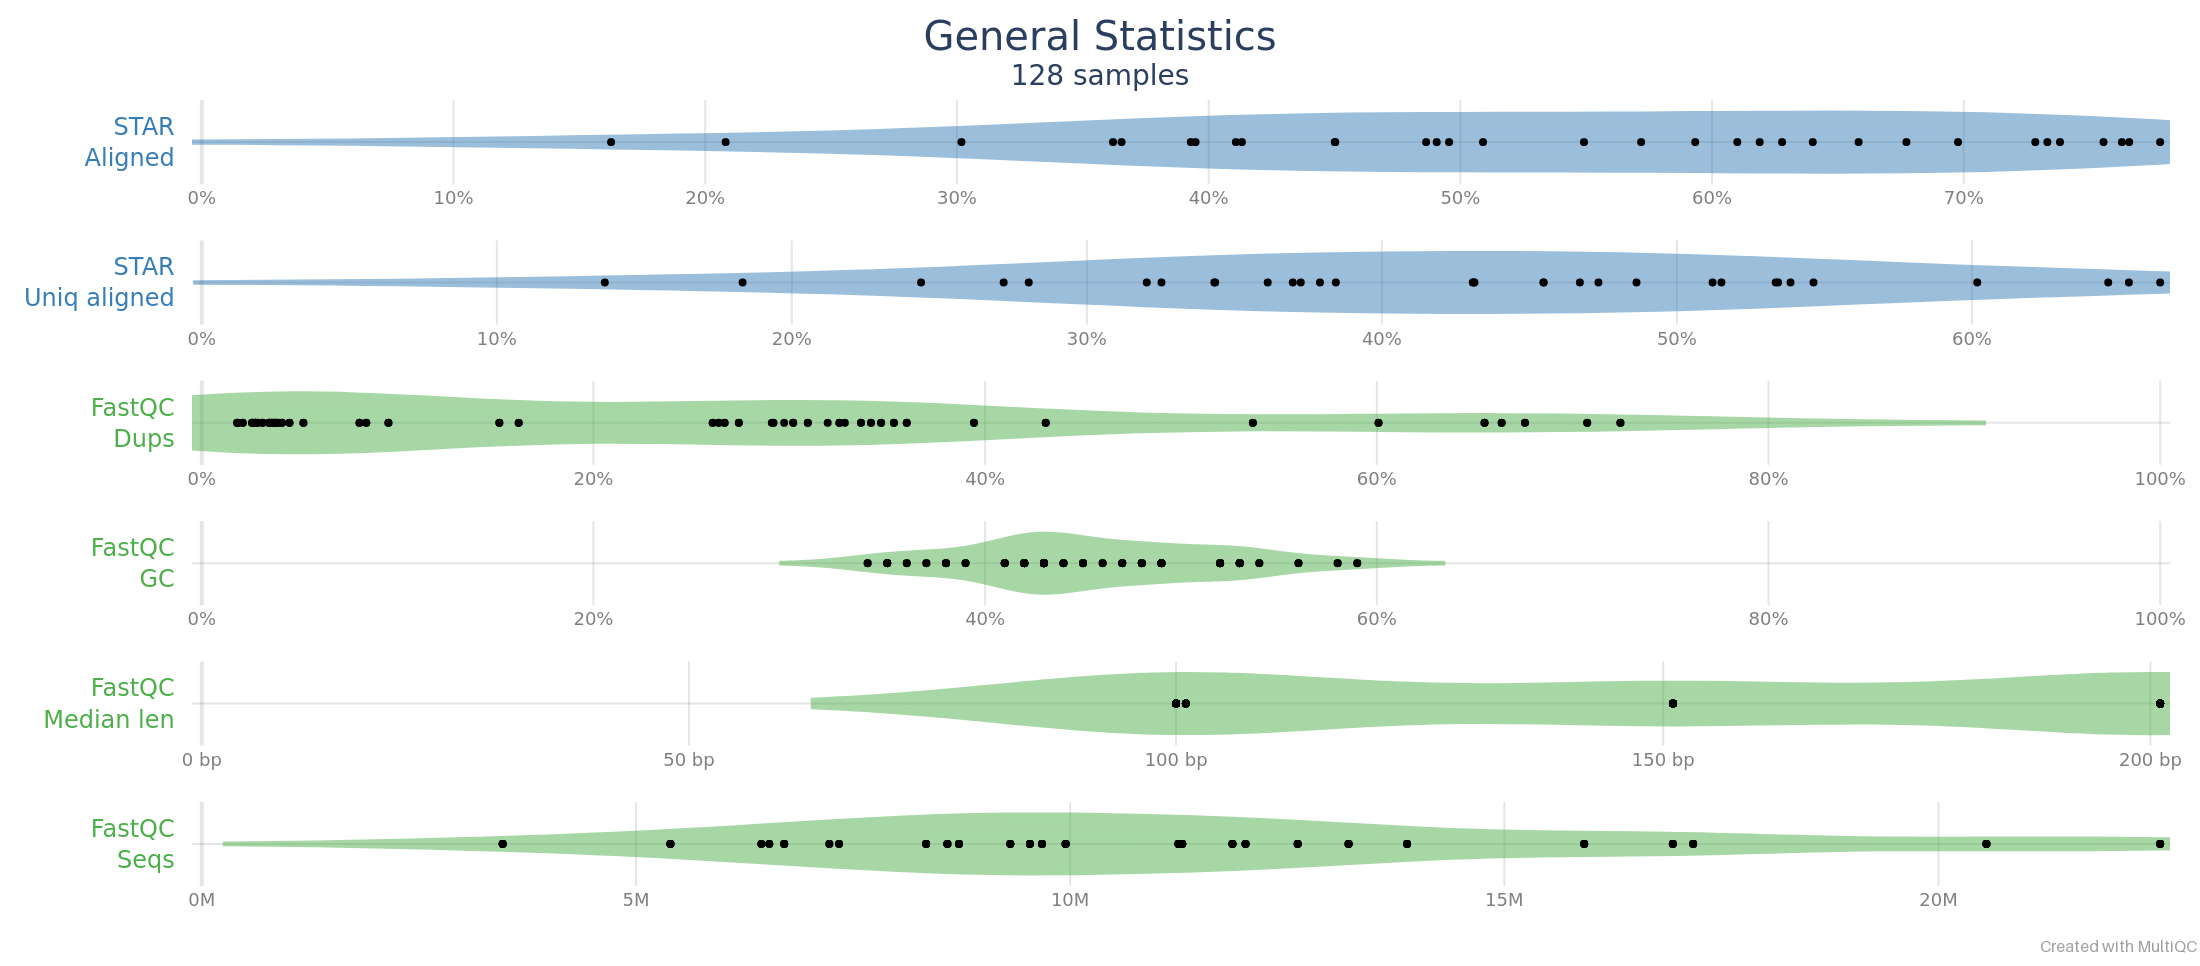 General Statistics
128 samples
STAR
Aligned
0% 10% 20% 30% 40% 50% 60% 70%
STAR
Uniq aligned
0% 10% 20% 30% 40% 50% 60%
FastQC
Dups
0% 20% 40% 60% 80% 100%
FastQC
GC
0% 20% 40% 60% 80% 100%
FastQC
Median len
0 bp 50 bp 100 bp 150 bp 200 bp
FastQC
Seqs
0M 5M 10M 15M 20M
Created with MultiQC